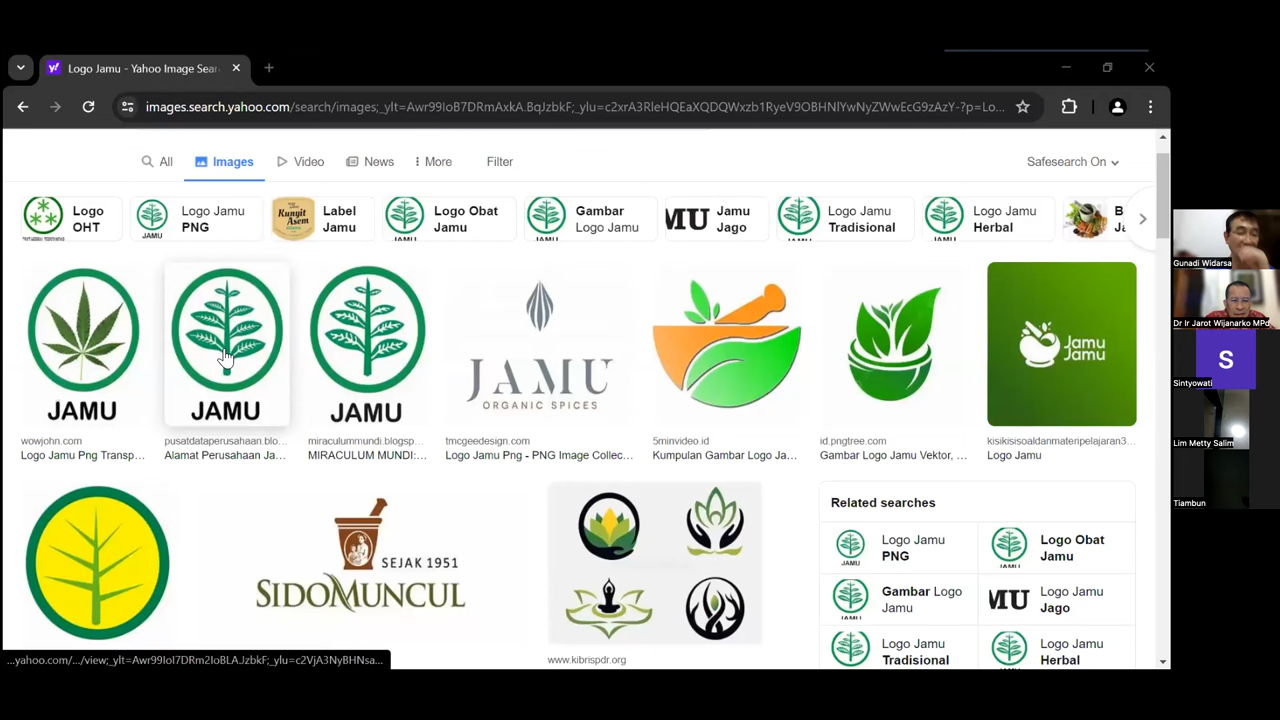 Logo Jamu - Yahoo Image Sear
images.search.yahoo.com/search/images;_ylt=Awr99IoB7DRmAxkA.BqJzbkF;_ylu=c2xrA3RleHQEaXQDQWxzb1RyeV9OBHNlYwNyZWwEcG9zAzY-?p=Lo...
All Images Video News More Filter Safesearch On
Logo OHT
Logo Jamu PNG
Kunyit Asem
Label Jamu
JAMU
Logo Obat Jamu
Gambar Logo Jamu
MU
Jamu Jago
Logo Jamu Tradisional
Logo Jamu Herbal
JAMU
JAMU
JAMU
JAMU
ORGANIC SPICES
Jamu
Jamu
wowjohn.com
Logo Jamu Png Transp...
pusatdataperusahaan.blo...
Alamat Perusahaan Ja...
miraculummundi.blogsp...
MIRACULUM MUNDI:...
tmcgeedesign.com
Logo Jamu Png - PNG Image Collec...
5minvideo.id
Kumpulan Gambar Logo Ja...
id.pngtree.com
Gambar Logo Jamu Vektor, ...
kisikisisoaldanmateripelajaran3...
Logo Jamu
SEJAK 1951
SIDOMUNCUL
www.kibrispdr.org
Related searches
Logo Jamu PNG
Logo Obat Jamu
Gambar Logo Jamu
MU
Logo Jamu Jago
Logo Jamu Tradisional
Logo Jamu Herbal
...yahoo.com/.../view;_ylt=Awr99IoI7DRm2IoBLA.JzbkF;_ylu=c2VjA3NyBHNsa...
Gunadi Widarsa
Dr Ir Jarot Wijanarko MPd
S
Sintyowati
Lim Metty Salim
Tiambun